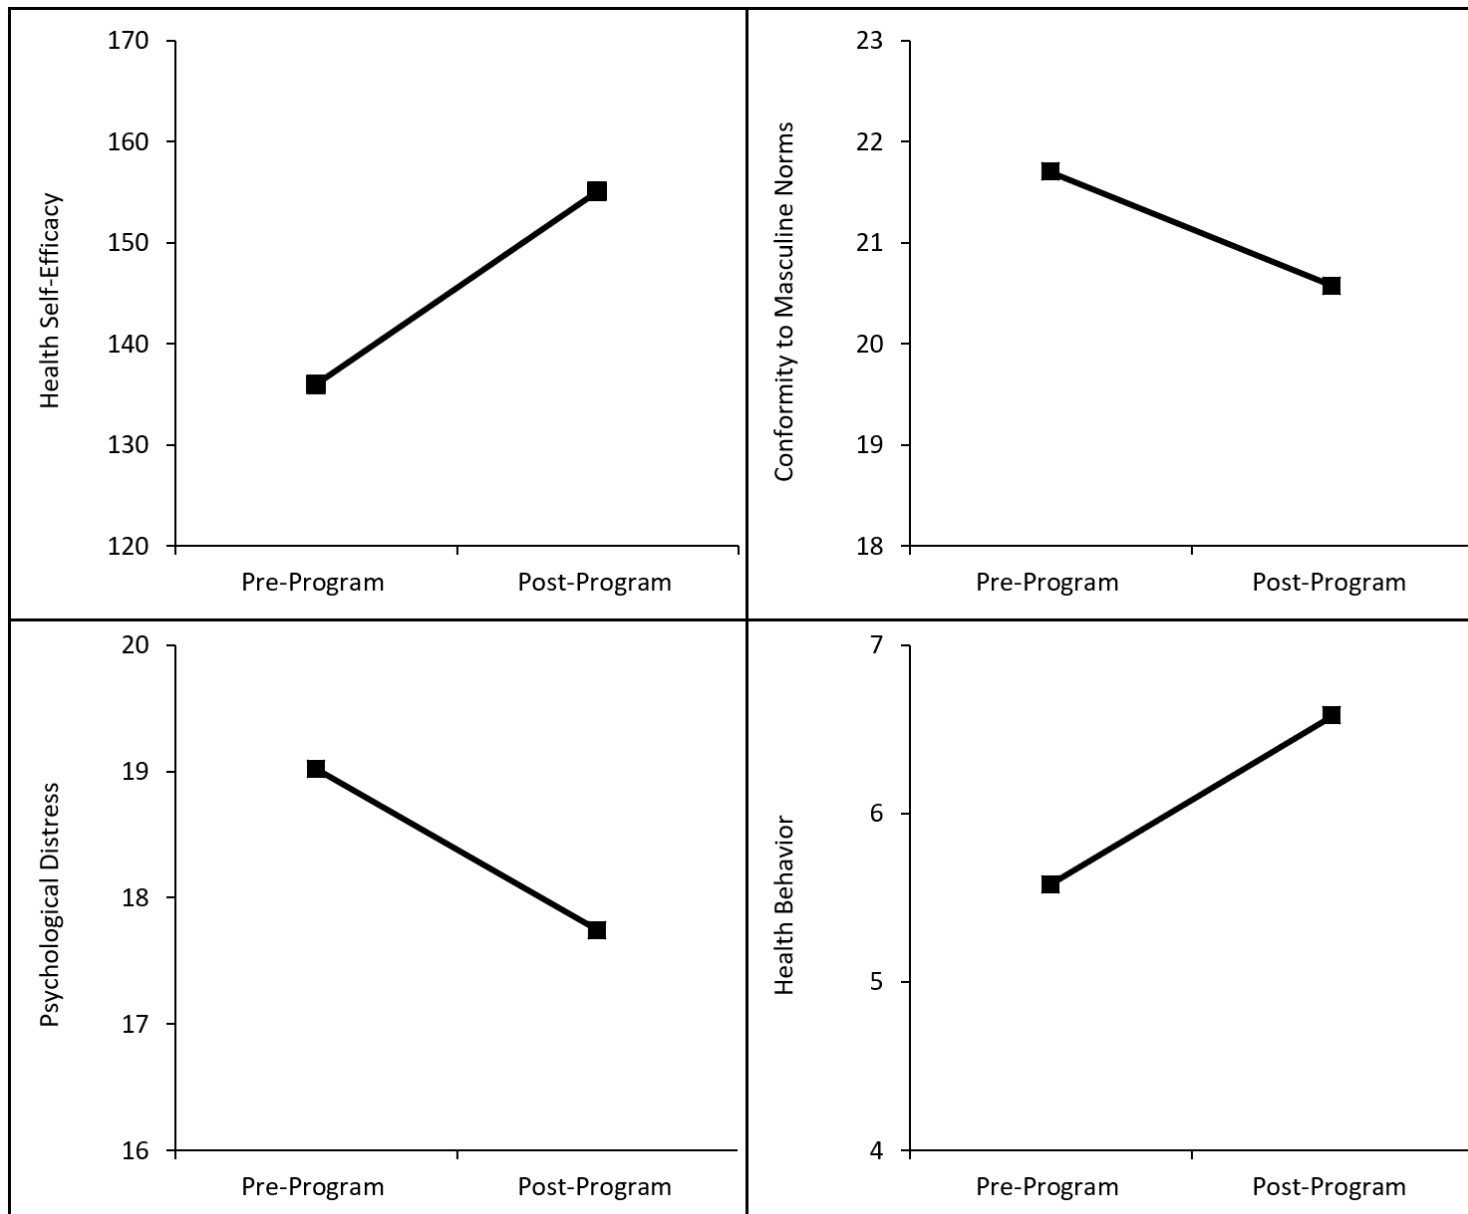 Health Self-Efficacy
170
160
150
140
130
120
Pre-Program Post-Program
Conformity to Masculine Norms
23
22
21
20
19
18
Pre-Program Post-Program
Psychological Distress
20
19
18
17
16
Pre-Program Post-Program
Health Behavior
7
6
5
4
Pre-Program Post-Program